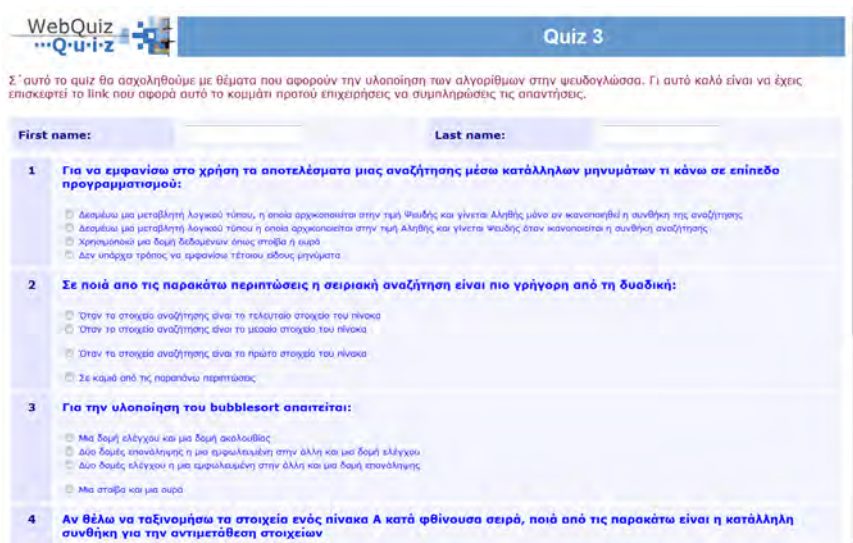 WebQuiz
Q·u·i·z
Quiz 3
Σ΄αυτό το quiz θα ασχοληθούμε με θέματα που αφορούν την υλοποίηση των αλγορίθμων στην ψευδογλώσσα. Γι αυτό καλό είναι να έχεις
επισκεφτεί το link που αφορά αυτό το κομμάτι προτού επιχειρήσεις να συμπληρώσεις τις απαντήσεις.
First name: Last name:
1 Για να εμφανίσω στο χρήση τα αποτελέσματα μιας αναζήτησης μέσω κατάλληλων μηνυμάτων τι κάνω σε επίπεδο
προγραμματισμού:
Δεσμεύω μια μεταβλητή λογικού τύπου, η οποία αρχικοποιείται στην τιμή Ψευδής και γίνεται Αληθής μόνο αν ικανοποιηθεί η συνθήκη της αναζήτησης
Δεσμεύω μια μεταβλητή λογικού τύπου η οποία αρχικοποιείται στην τιμή Αληθής και γίνεται Ψευδής όταν ικανοποιείται η συνθήκη αναζήτησης
Χρησιμοποιώ μια δομή δεδομένων όπως στοίβα ή ουρά
Δεν υπάρχει τρόπος να εμφανίσω τέτοιου είδους μηνύματα
2 Σε ποιά απο τις παρακάτω περιπτώσεις η σειριακή αναζήτηση είναι πιο γρήγορη από τη δυαδική:
Όταν το στοιχείο αναζήτησης είναι το τελευταίο στοιχείο του πίνακα
Όταν το στοιχείο αναζήτησης είναι το μεσαίο στοιχείο του πίνακα
Όταν το στοιχείο αναζήτησης είναι το πρώτο στοιχείο του πίνακα
Σε καμιά από τις παραπάνω περιπτώσεις
3 Για την υλοποίηση του bubblesort απαιτείται:
Μια δομή ελέγχου και μια δομή ακολουθίας
Δύο δομές επανάληψης η μια εμφωλευμένη στην άλλη και μια δομή ελέγχου
Δύο δομές ελέγχου η μια εμφωλευμένη στην άλλη και μια δομή επανάληψης
Μια στοίβα και μια ουρά
4 Αν θέλω να ταξινομήσω τα στοιχεία ενός πίνακα Α κατά φθίνουσα σειρά, ποιά από τις παρακάτω είναι η κατάλληλη
συνθήκη για την αντιμετάθεση στοιχείων